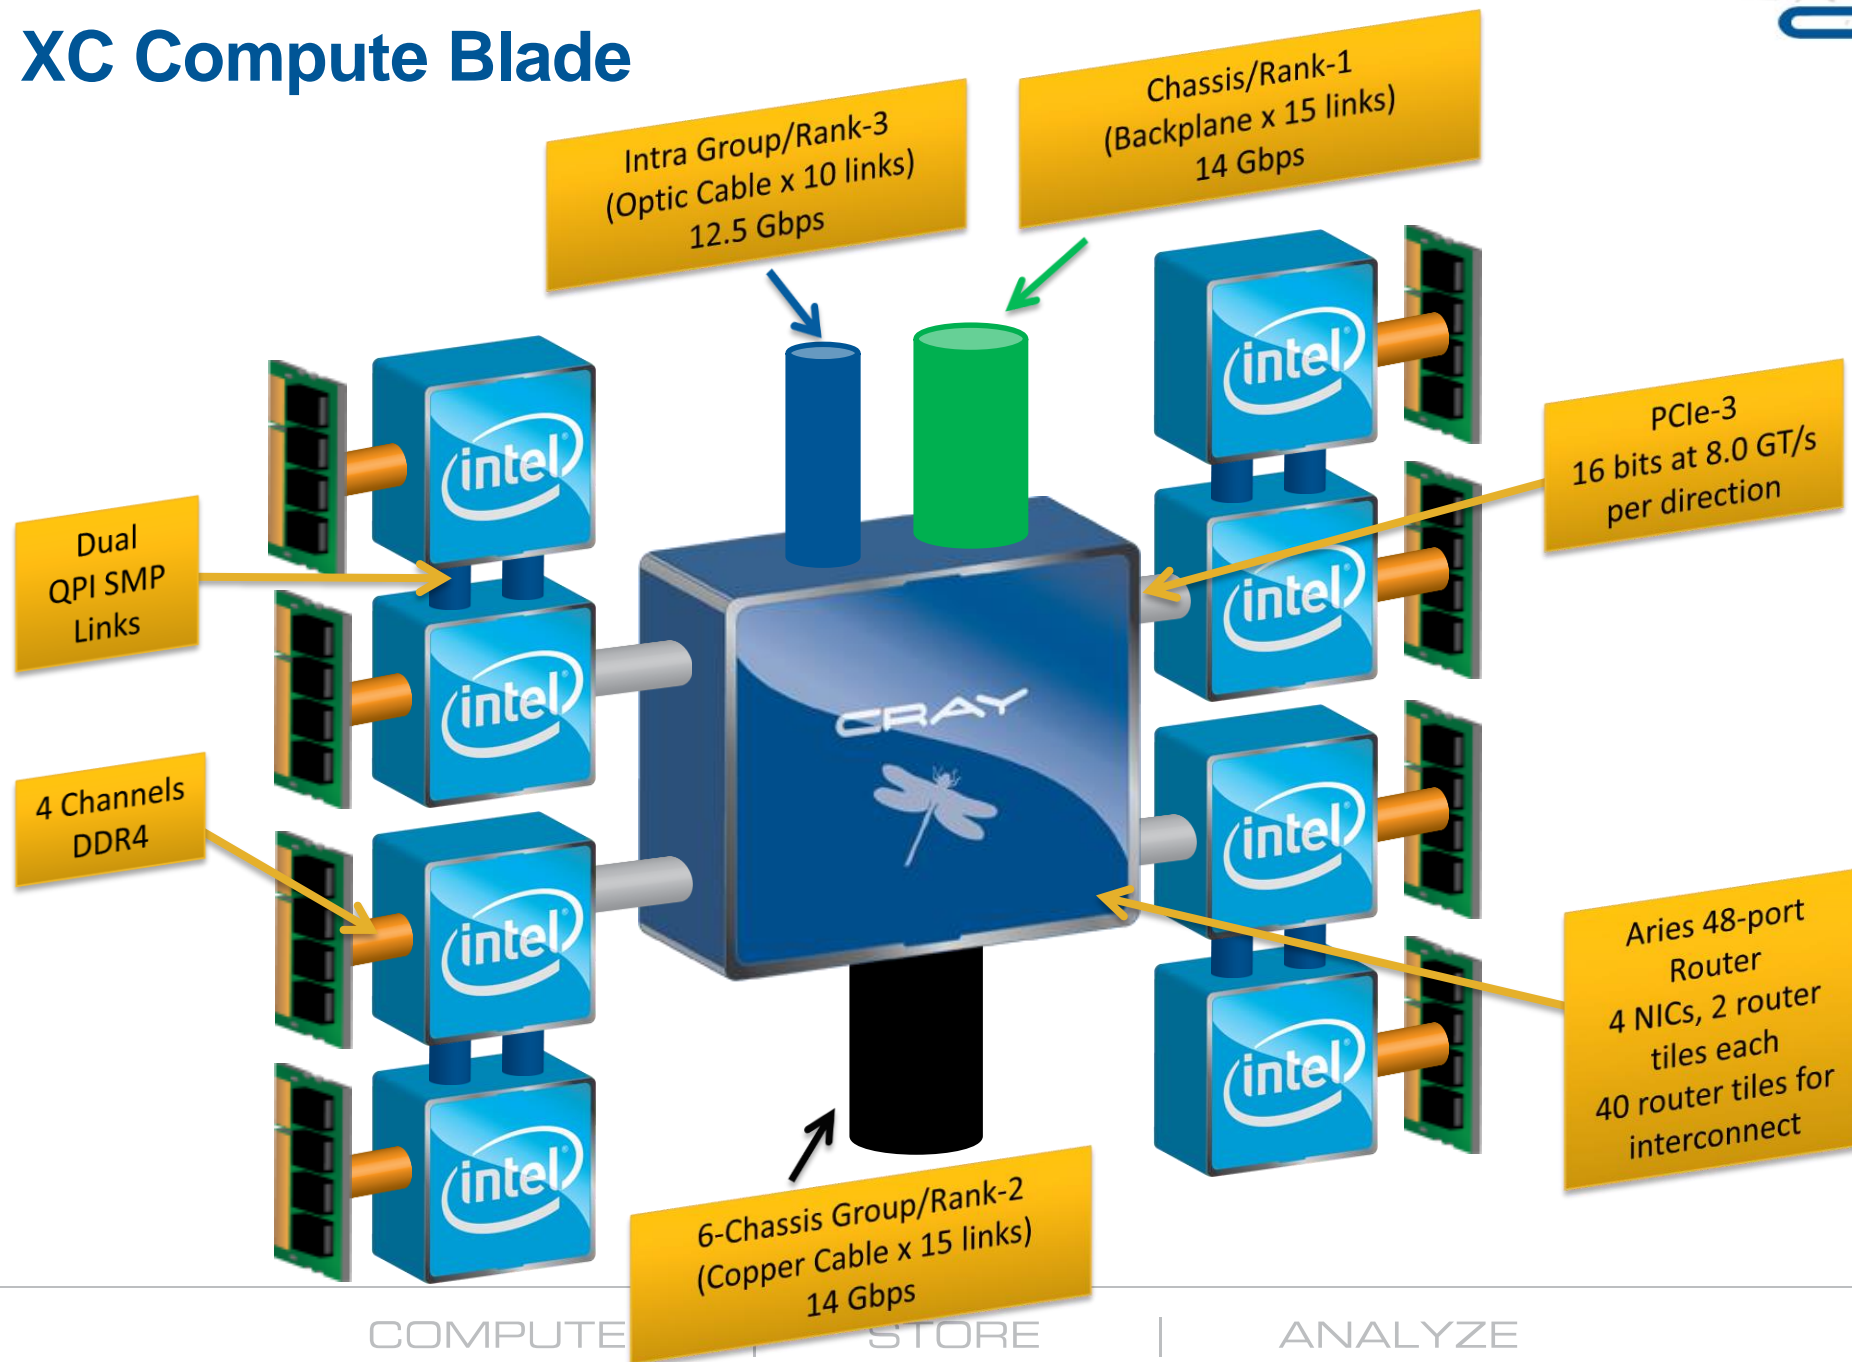 XC Compute Blade
Intra Group/Rank-3
(Optic Cable x 10 links)
12.5 Gbps
Chassis/Rank-1
(Backplane x 15 links)
14 Gbps
PCIe-3
16 bits at 8.0 GT/s
per direction
Dual
QPI SMP
Links
4 Channels
DDR4
intel
intel
intel
intel
CRAY
intel
intel
intel
intel
Aries 48-port
Router
4 NICs, 2 router
tiles each
40 router tiles for
interconnect
6-Chassis Group/Rank-2
(Copper Cable x 15 links)
14 Gbps
COMPUTE | STORE | ANALYZE